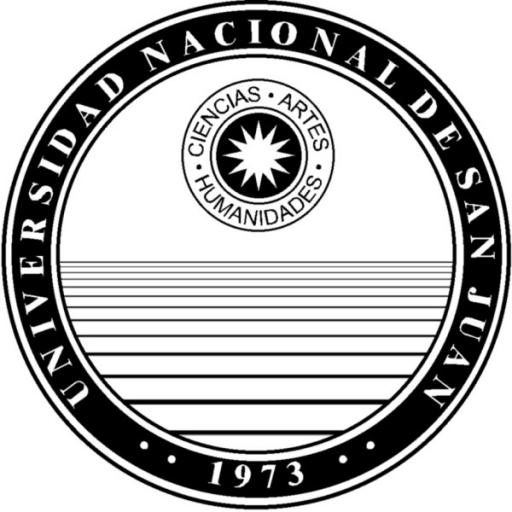 UNIVERSIDAD NACIONAL DE SAN JUAN
· CIENCIAS · ARTES · HUMANIDADES
·· 1973 ··